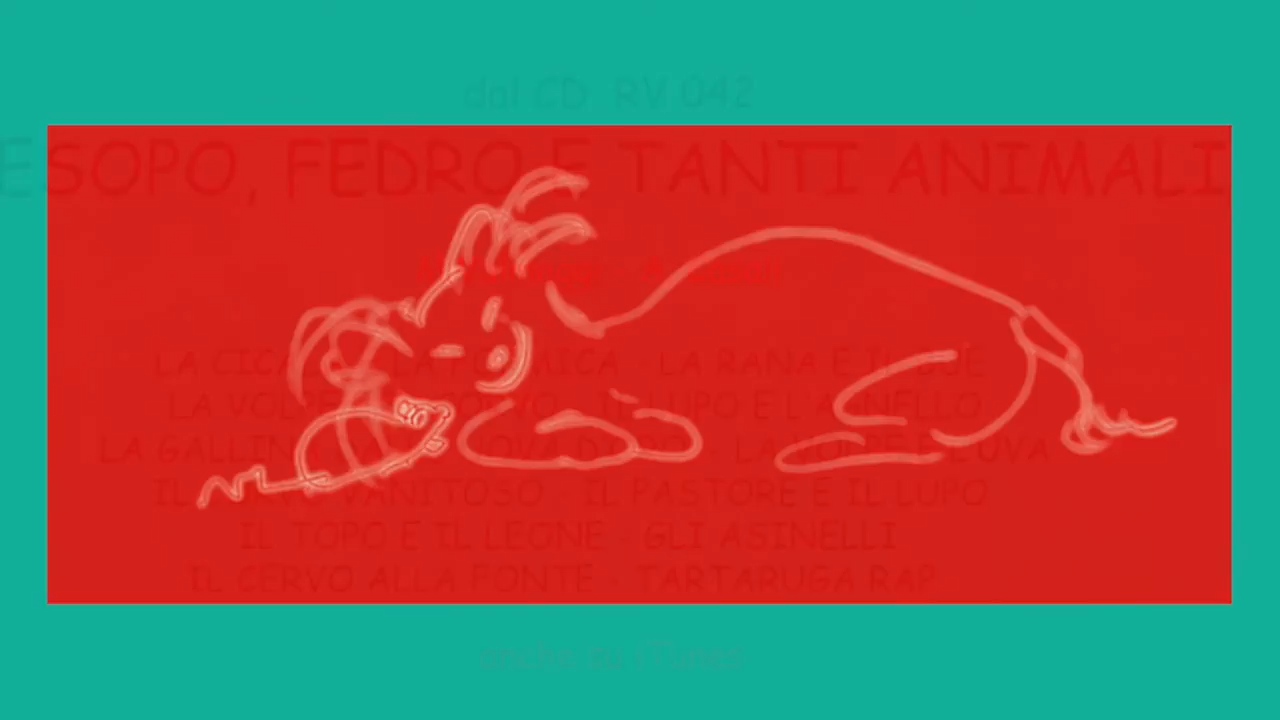 dal CD RV 042
ESOPO, FEDRO E TANTI ANIMALI
LA CICALA E LA FORMICA - LA RANA E IL BUE
LA VOLPE E IL CORVO - IL LUPO E L'AGNELLO
LA GALLINA DALLE UOVA D'ORO - LA VOLPE E L'UVA
IL CERVO VANITOSO - IL PASTORE E IL LUPO
IL TOPO E IL LEONE - GLI ASINELLI
IL CERVO ALLA FONTE - TARTARUGA RAP
anche su iTunes